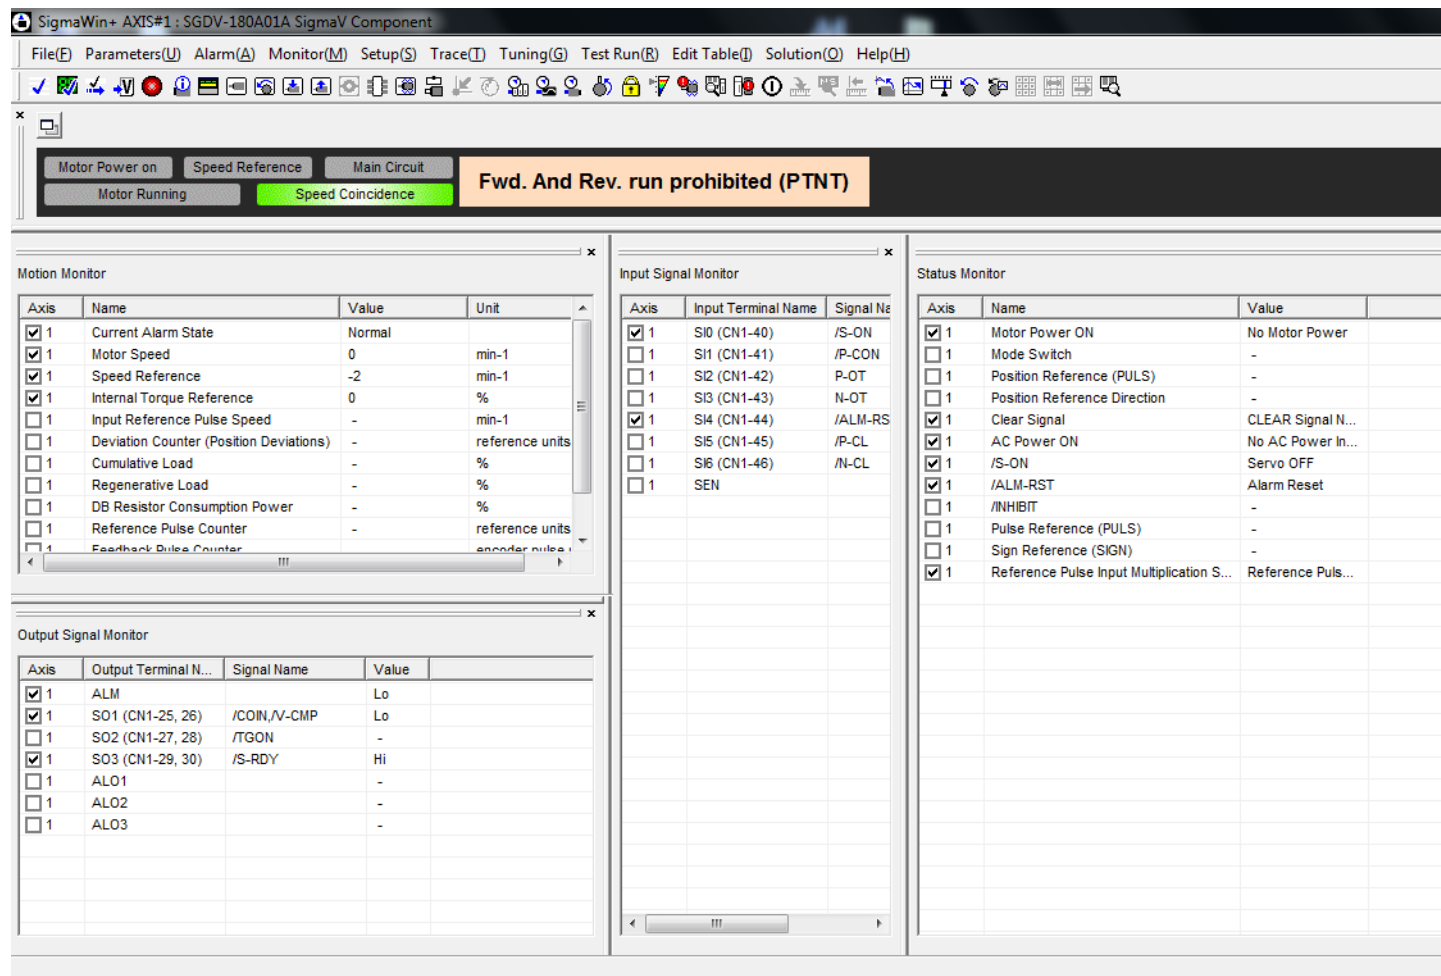 SigmaWin+ AXIS#1 : SGDV-180A01A SigmaV Component
File(F) Parameters(U) Alarm(A) Monitor(M) Setup(S) Trace(T) Tuning(G) Test Run(R) Edit Table(I) Solution(O) Help(H)
Motor Power on Speed Reference Main Circuit
Motor Running Speed Coincidence
Fwd. And Rev. run prohibited (PTNT)
Motion Monitor
Axis Name Value Unit
1 Current Alarm State Normal
1 Motor Speed 0 min-1
1 Speed Reference -2 min-1
1 Internal Torque Reference 0 %
1 Input Reference Pulse Speed - min-1
1 Deviation Counter (Position Deviations) - reference units
1 Cumulative Load - %
1 Regenerative Load - %
1 DB Resistor Consumption Power - %
1 Reference Pulse Counter - reference units
1 Feedback Pulse Counter encoder pulse
Output Signal Monitor
Axis Output Terminal N... Signal Name Value
1 ALM Lo
1 SO1 (CN1-25, 26) /COIN,/V-CMP Lo
1 SO2 (CN1-27, 28) /TGON -
1 SO3 (CN1-29, 30) /S-RDY Hi
1 ALO1 -
1 ALO2 -
1 ALO3 -
Input Signal Monitor
Axis Input Terminal Name Signal Na
1 SI0 (CN1-40) /S-ON
1 SI1 (CN1-41) /P-CON
1 SI2 (CN1-42) P-OT
1 SI3 (CN1-43) N-OT
1 SI4 (CN1-44) /ALM-RS
1 SI5 (CN1-45) /P-CL
1 SI6 (CN1-46) /N-CL
1 SEN
Status Monitor
Axis Name Value
1 Motor Power ON No Motor Power
1 Mode Switch -
1 Position Reference (PULS) -
1 Position Reference Direction -
1 Clear Signal CLEAR Signal N...
1 AC Power ON No AC Power In...
1 /S-ON Servo OFF
1 /ALM-RST Alarm Reset
1 /INHIBIT -
1 Pulse Reference (PULS) -
1 Sign Reference (SIGN) -
1 Reference Pulse Input Multiplication S... Reference Puls...